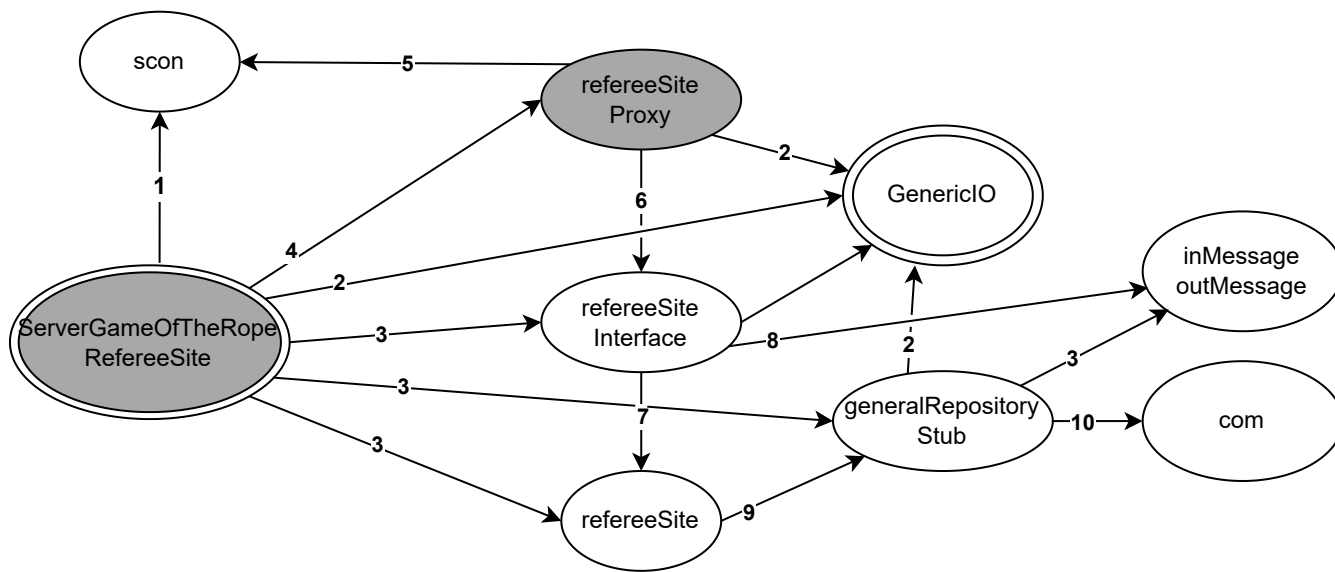 scon
5
refereeSite
Proxy
2
1
6
GenericIO
4
2
inMessage
outMessage
ServerGameOfTheRope
RefereeSite
3
refereeSite
Interface
8
2
3
3
7
generalRepository
Stub
10
com
3
9
refereeSite